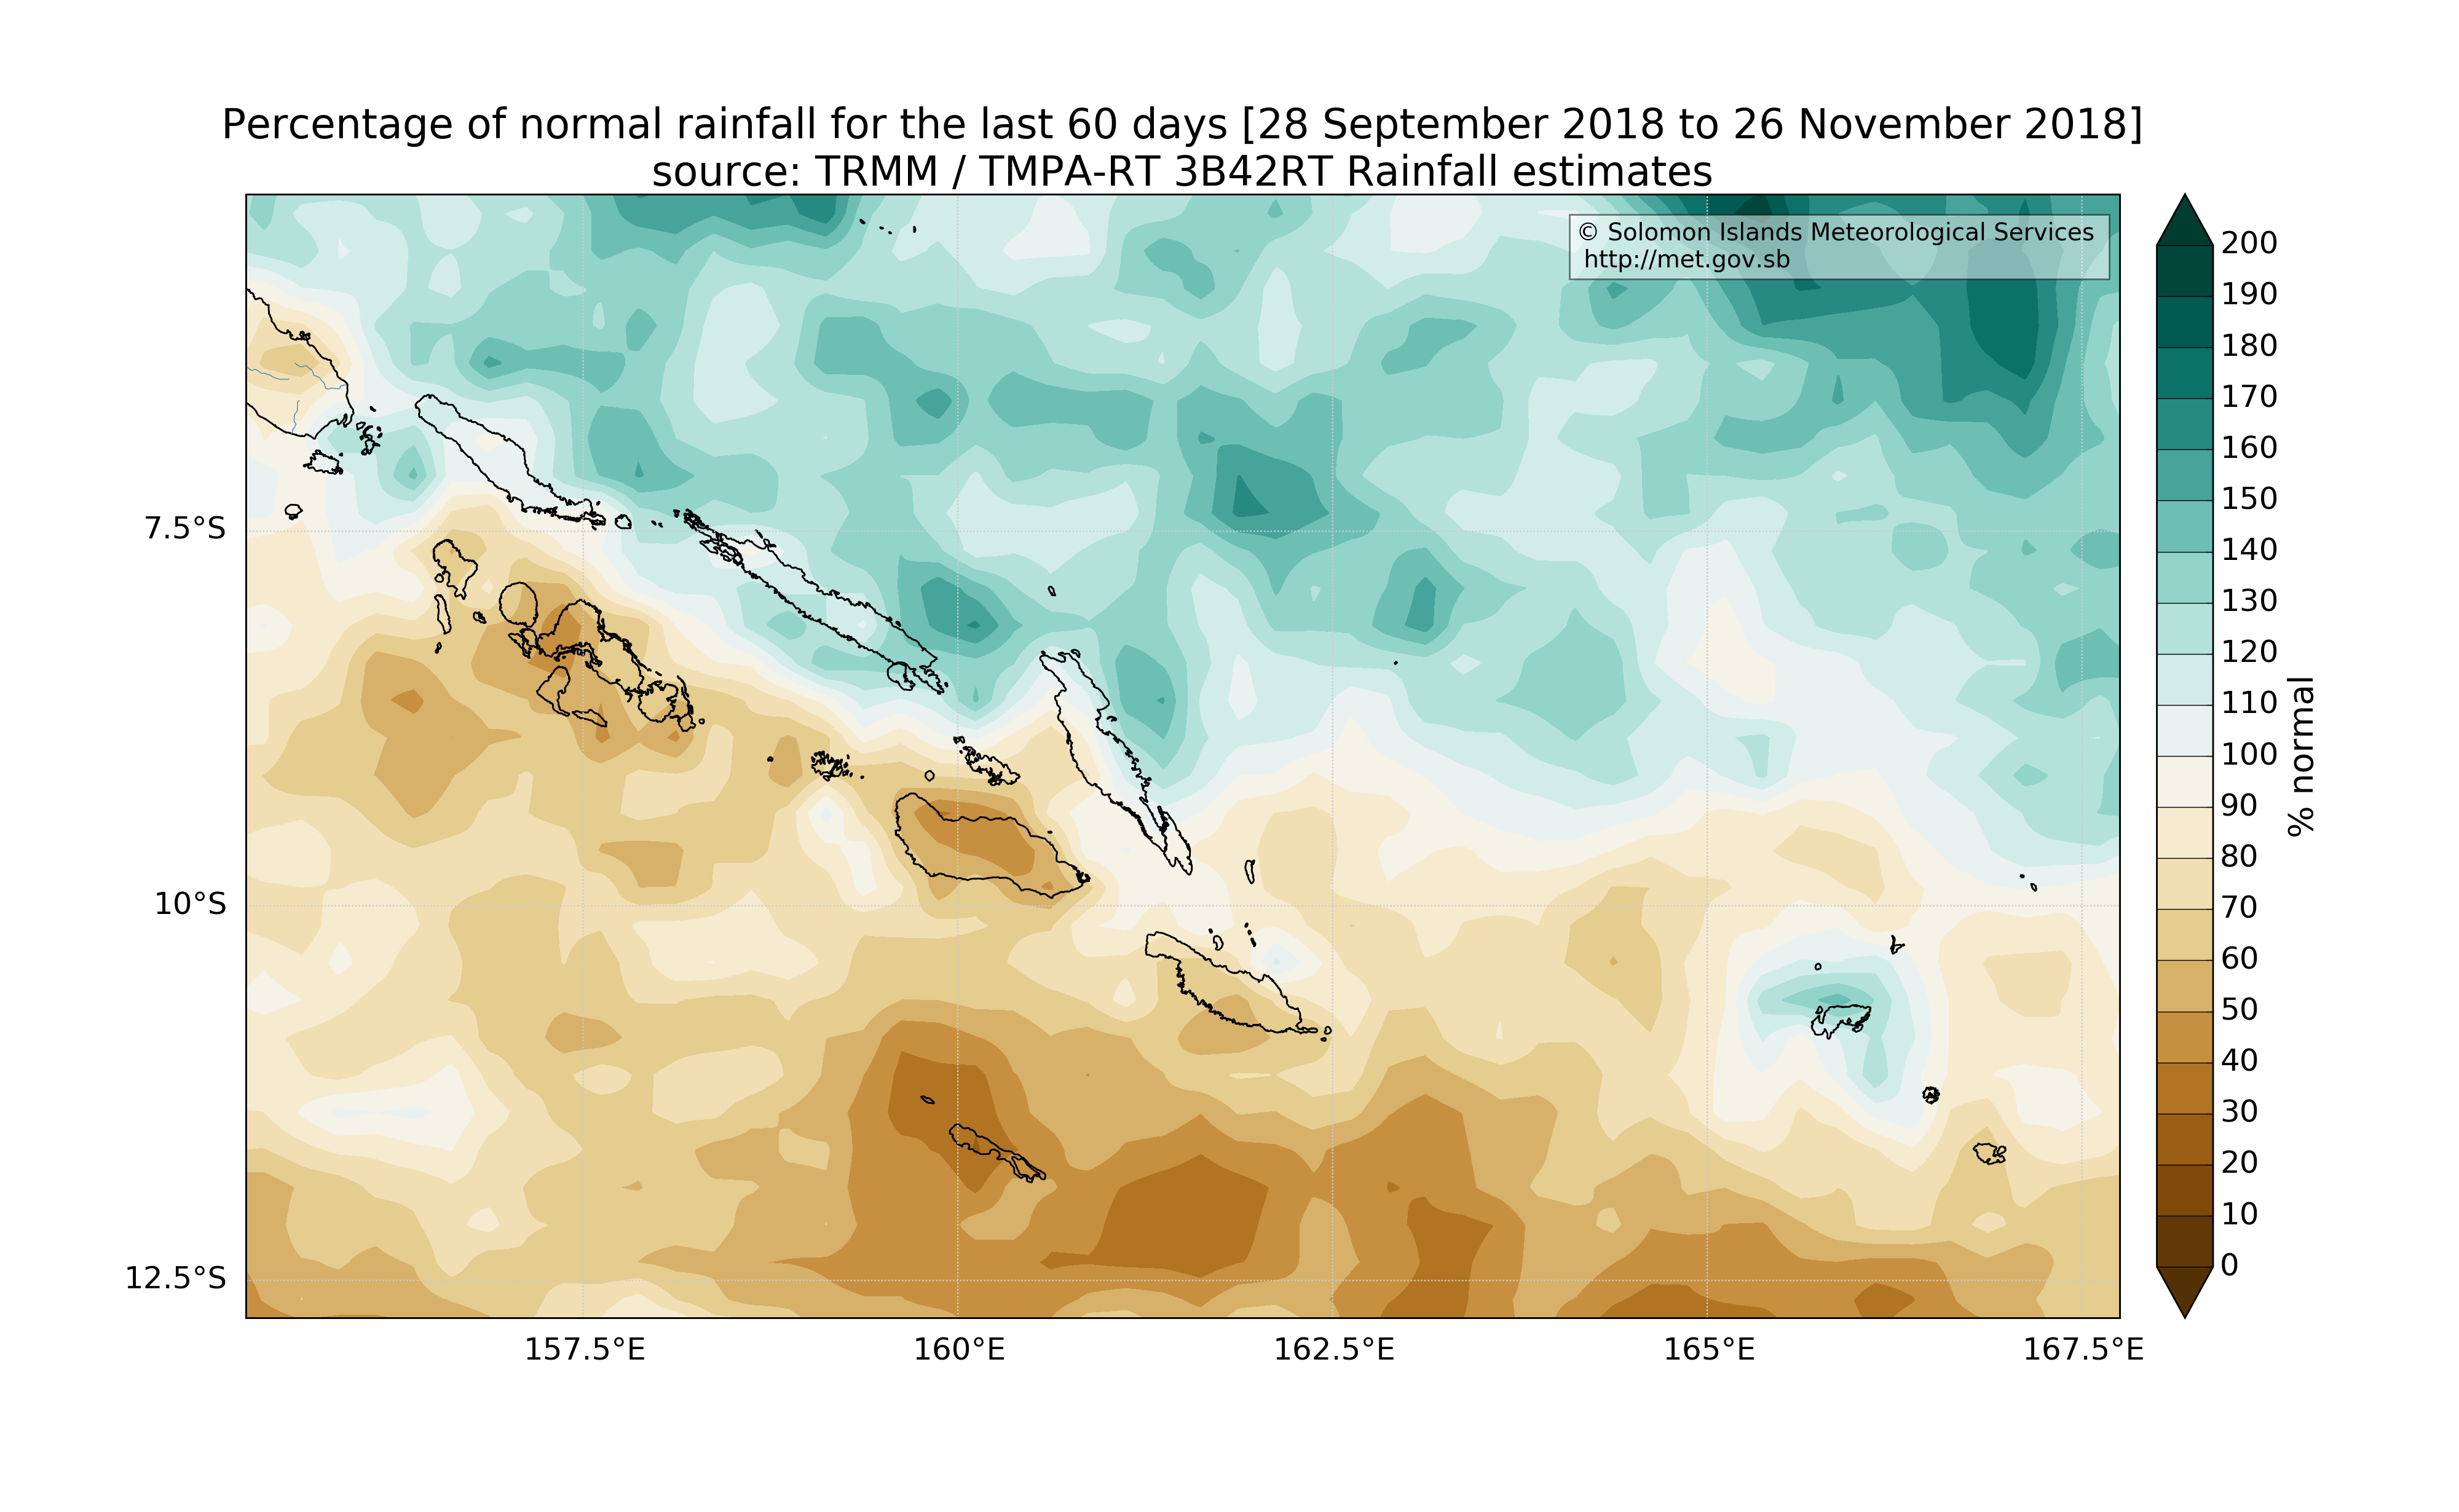 Percentage of normal rainfall for the last 60 days [28 September 2018 to 26 November 2018]
source: TRMM / TMPA-RT 3B42RT Rainfall estimates
© Solomon Islands Meteorological Services
http://met.gov.sb
7.5°S
10°S
12.5°S
157.5°E
160°E
162.5°E
165°E
167.5°E
200
190
180
170
160
150
140
130
120
110
100
90
80
70
60
50
40
30
20
10
0
% normal